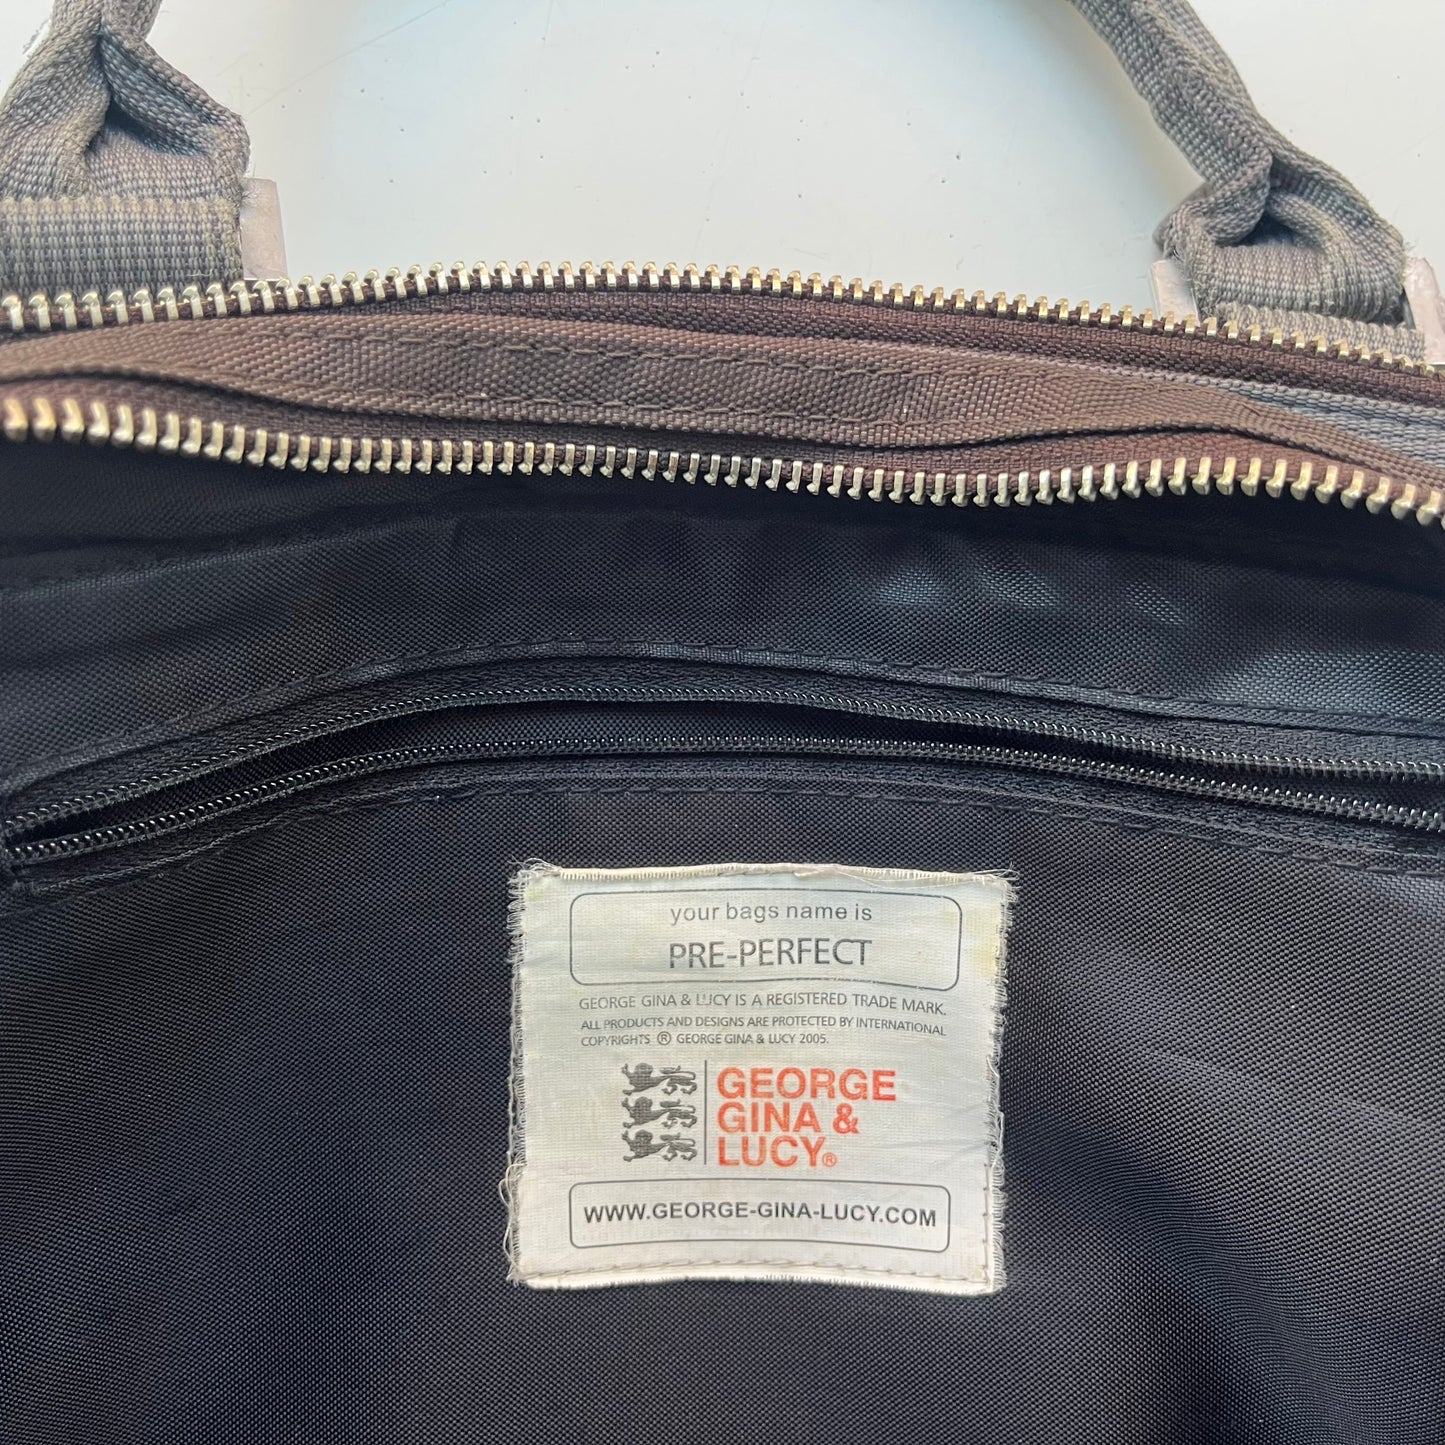 your bags name is
PRE-PERFECT
GEORGE GINA & LUCY IS A REGISTERED TRADE MARK.
ALL PRODUCTS AND DESIGNS ARE PROTECTED BY INTERNATIONAL
COPYRIGHTS ® GEORGE GINA & LUCY 2005.
GEORGE
GINA &
LUCY®
WWW.GEORGE-GINA-LUCY.COM